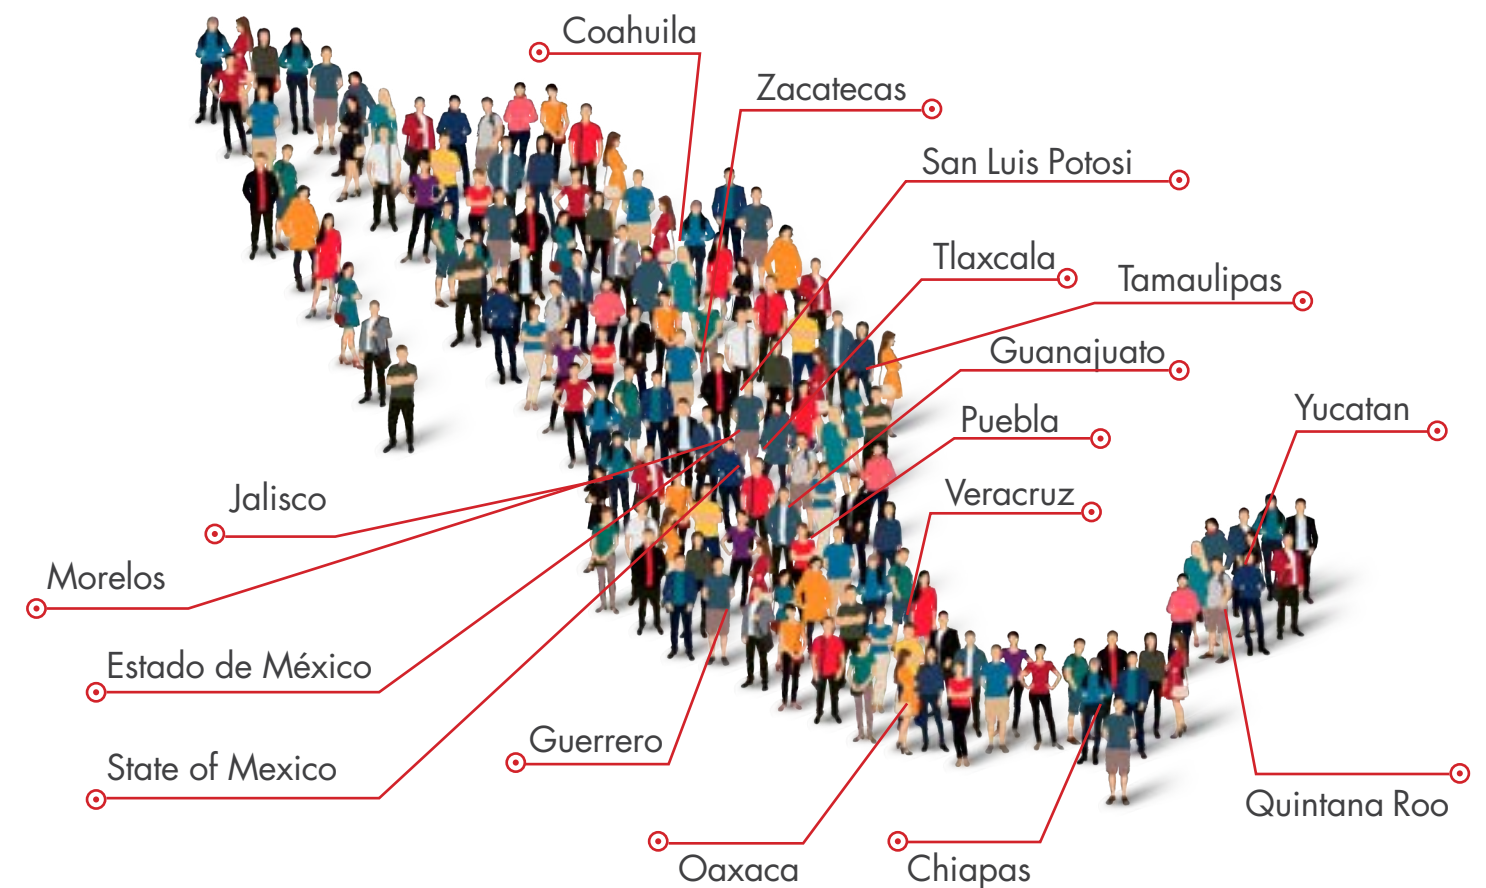 Coahuila
Zacatecas
San Luis Potosi
Tlaxcala
Tamaulipas
Guanajuato
Yucatan
Puebla
Veracruz
Jalisco
Morelos
Estado de México
Guerrero
State of Mexico
Quintana Roo
Oaxaca
Chiapas